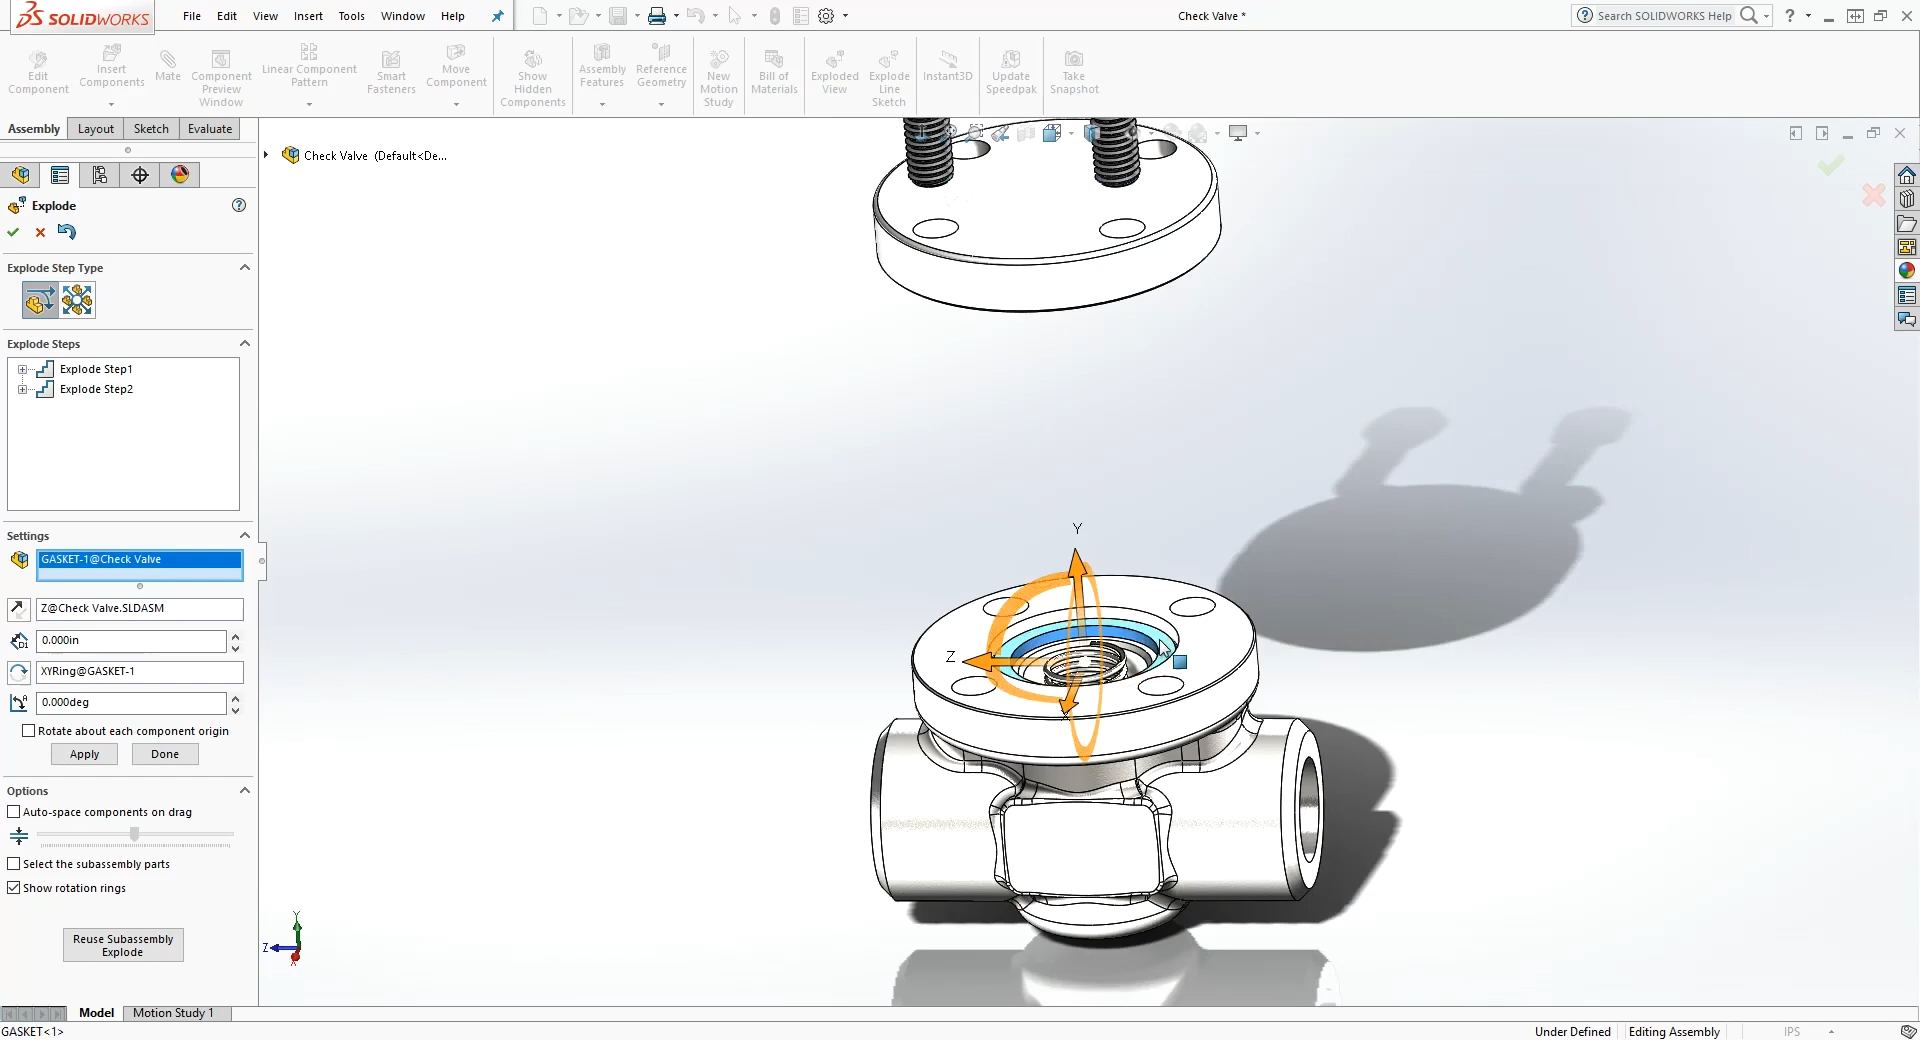 SOLIDWORKS
File Edit View Insert Tools Window Help
Check Valve *
Search SOLIDWORKS Help
?
Edit Component
Insert Components
Mate
Component Preview Window
Linear Component Pattern
Smart Fasteners
Move Component
Show Hidden Components
Assembly Features
Reference Geometry
New Motion Study
Bill of Materials
Exploded View
Explode Line Sketch
Instant3D
Update Speedpak
Take Snapshot
Assembly Layout Sketch Evaluate
Check Valve (Default<De...
Explode
Explode Step Type
Explode Steps
Explode Step1
Explode Step2
Settings
GASKET-1@Check Valve
Z@Check Valve.SLDASM
0.000in
XYRing@GASKET-1
0.000deg
Rotate about each component origin
Apply Done
Options
Auto-space components on drag
Select the subassembly parts
Show rotation rings
Reuse Subassembly
Explode
Y
Z
Y
Z
X
Model Motion Study 1
GASKET<1>
Under Defined Editing Assembly IPS